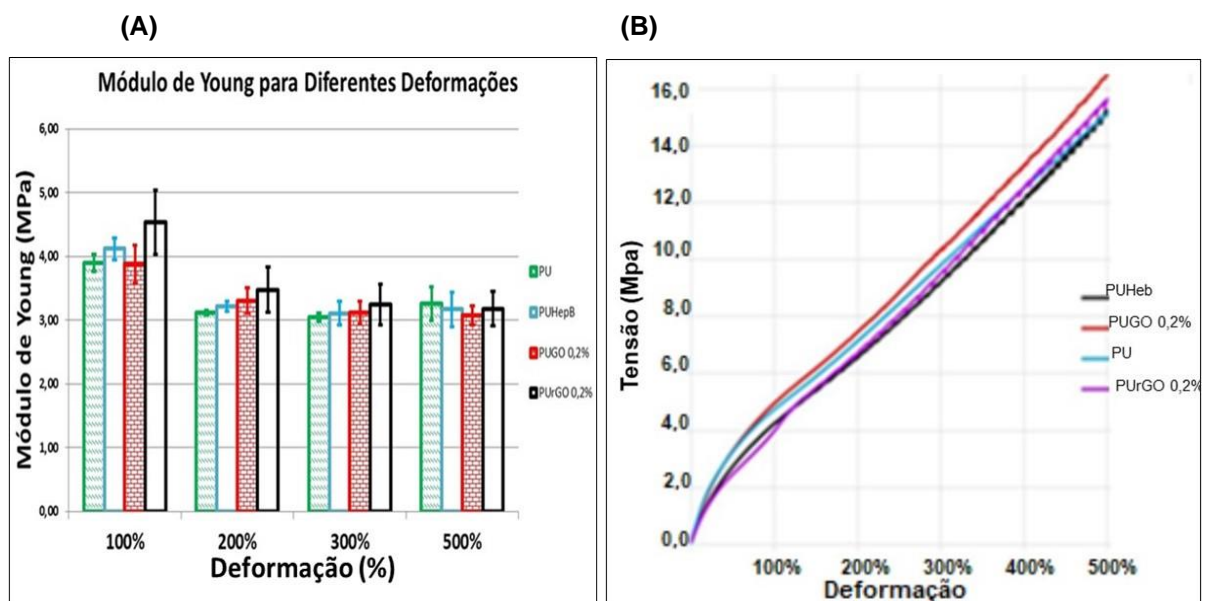 (A)
(B)
Módulo de Young para Diferentes Deformações
Módulo de Young (MPa)
6,00
5,00
4,00
3,00
2,00
1,00
0,00
100%
200%
300%
500%
Deformação (%)
PU
PUHepB
PUGO 0,2%
PUrGO 0,2%
Tensão (Mpa)
16,0
14,0
12,0
10,0
8,0
6,0
4,0
2,0
0,0
100%
200%
300%
400%
500%
Deformação
PUHeb
PUGO 0,2%
PU
PUrGO 0,2%